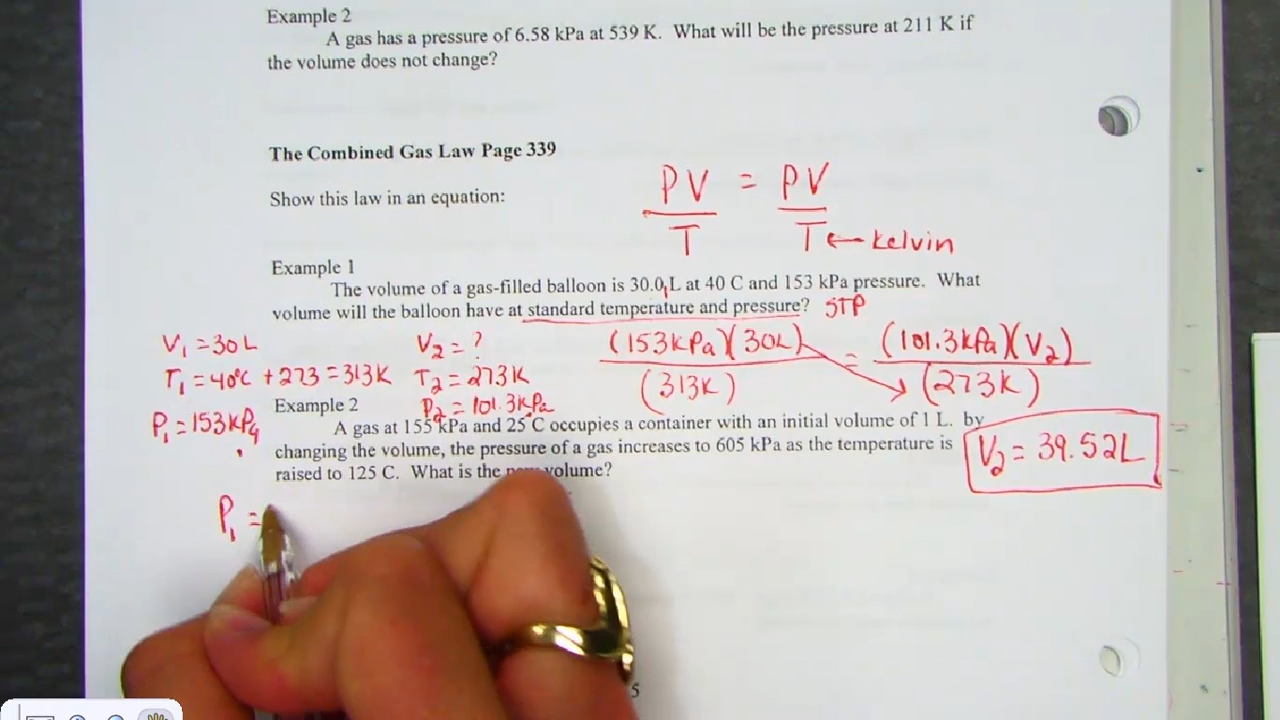 Example 2
A gas has a pressure of 6.58 kPa at 539 K. What will be the pressure at 211 K if
the volume does not change?
The Combined Gas Law Page 339
Show this law in an equation:
PV = PV
T T ← Kelvin
Example 1
The volume of a gas-filled balloon is 30.0 L at 40 C and 153 kPa pressure. What
volume will the balloon have at standard temperature and pressure? STP
V₁ = 30L V₂ = ? (153kPa)(30L) = (101.3kPa)(V₂)
T₁ = 40°C + 273 = 313K T₂ = 273K (313K) (273K)
P₁ = 153kPa P₂ = 101.3kPa
Example 2
A gas at 155 kPa and 25°C occupies a container with an initial volume of 1 L. by
changing the volume, the pressure of a gas increases to 605 kPa as the temperature is
raised to 125 C. What is the volume?
V₂ = 39.52L
P₁ =
5